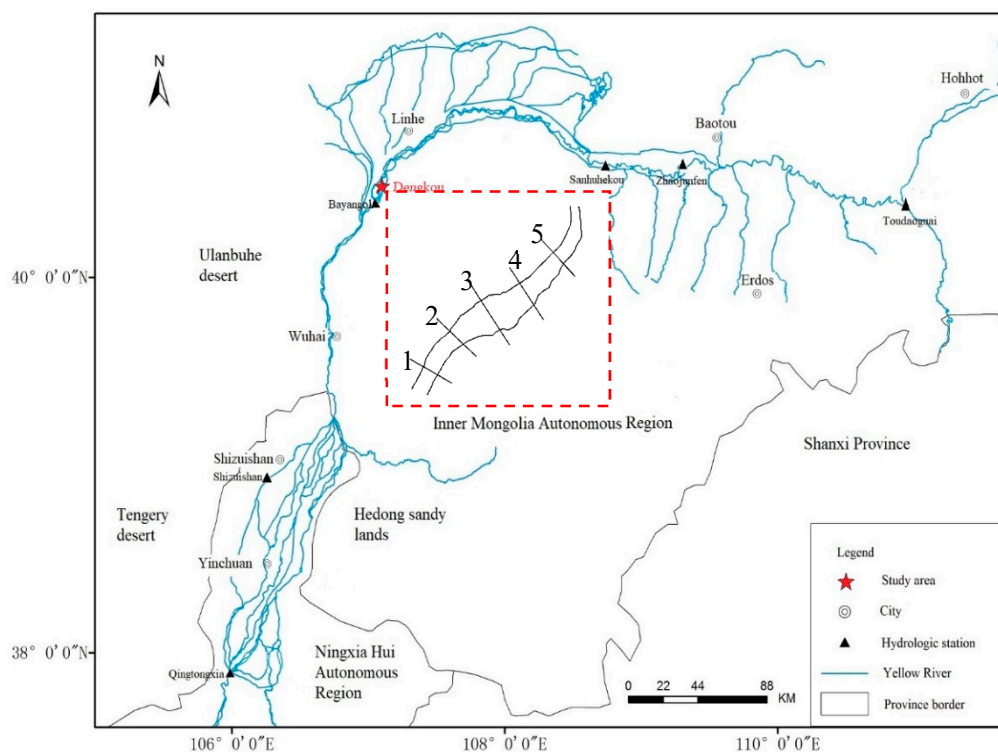 N
Hohhot
Baotou
Linhe
Dengkou
Bayangol
Sanhuhekou
Zhaojunfen
Toudaoguai
Ulanbuhe
desert
40° 0′0″N
Erdos
Wuhai
5
4
3
2
1
Inner Mongolia Autonomous Region
Shanxi Province
Shizuishan
Shizuishan
Tengery
desert
Hedong sandy
lands
Yinchuan
38° 0′0″N
Qingtongxia
Ningxia Hui
Autonomous
Region
Legend
Study area
City
Hydrologic station
Yellow River
Province border
0 22 44 88
KM
106°0′0″E
108°0′0″E
110°0′0″E